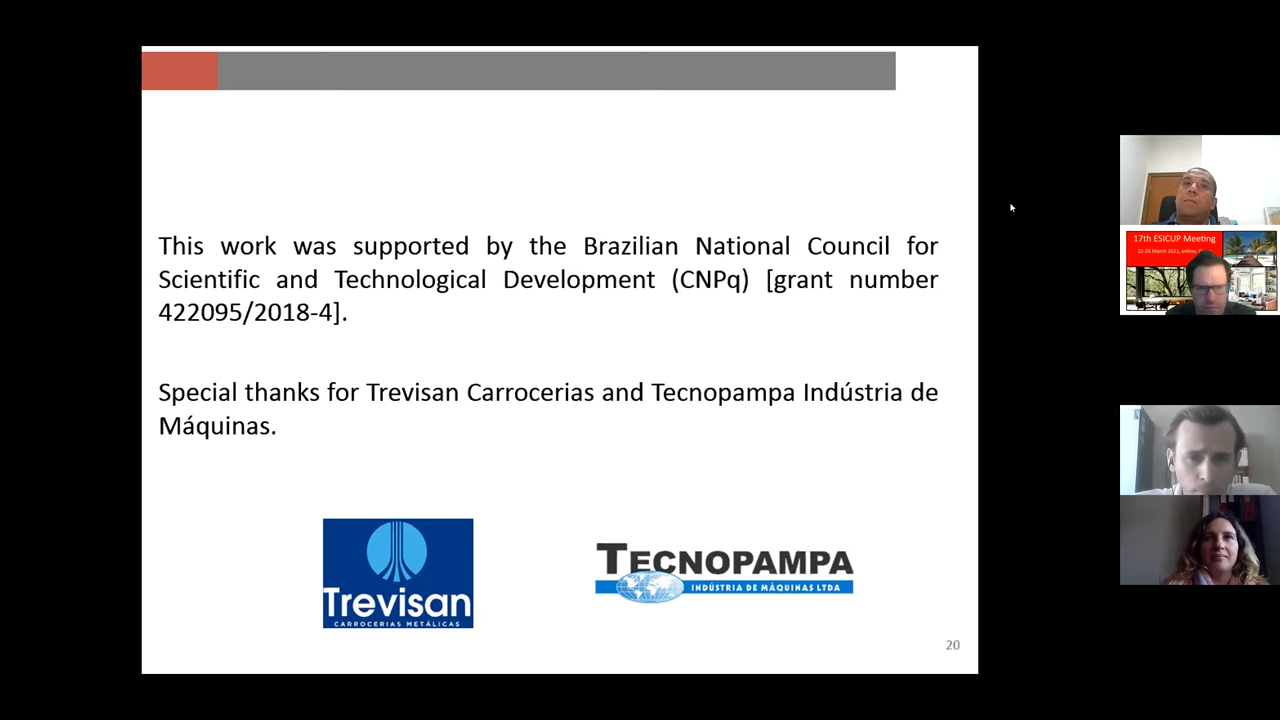 This work was supported by the Brazilian National Council for
Scientific and Technological Development (CNPq) [grant number
422095/2018-4].
Special thanks for Trevisan Carrocerias and Tecnopampa Indústria de
Máquinas.
Trevisan
CARROCERIAS METÁLICAS
TECNOPAMPA
INDÚSTRIA DE MÁQUINAS LTDA
20
17th ESICUP Meeting
22-26 March 2021, online,